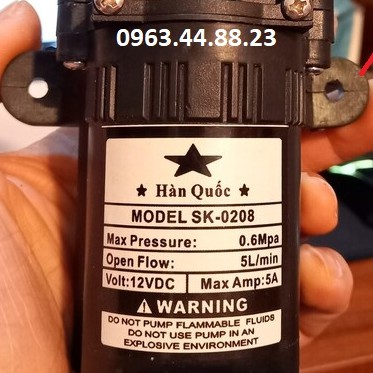 0963.44.88.23
Hàn Quốc
MODEL SK-0208
Max Pressure: 0.6Mpa
Open Flow: 5L/min
Volt:12VDC Max Amp:5A
WARNING
DO NOT PUMP FLAMMABLE FLUIDS
DO NOT USE PUMP IN AN
EXPLOSIVE ENVIRONMENT